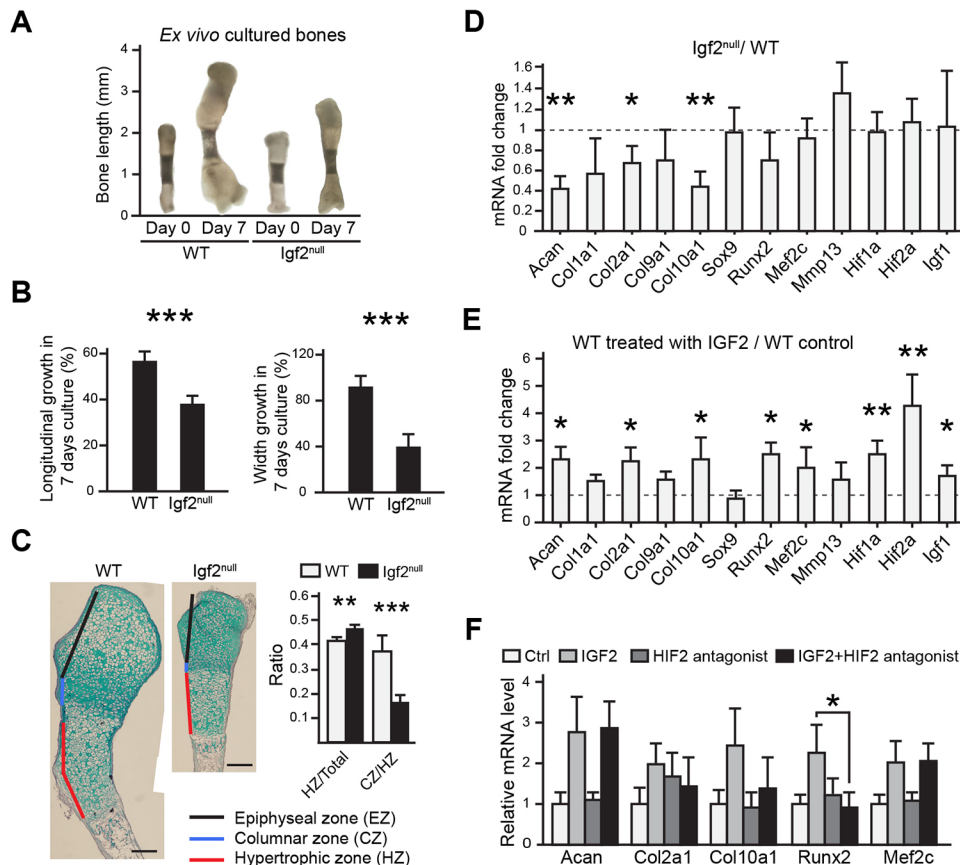 A
Ex vivo cultured bones
Bone length (mm)
4
3
2
1
0
Day 0 Day 7 Day 0 Day 7
WT Igf2null
B
***
Longitudinal growth in
7 days culture (%)
60
40
20
0
WT Igf2null
***
Width growth in
7 days culture (%)
120
80
40
0
WT Igf2null
C
WT Igf2null
WT Igf2null
** ***
Ratio
0.6
0.5
0.4
0.3
0.4
0.1
HZ/Total CZ/HZ
Epiphyseal zone (EZ)
Columnar zone (CZ)
Hypertrophic zone (HZ)
D
Igf2null/ WT
mRNA fold change
1.6
1.4
1.2
1
0.8
0.6
0.4
0.2
** * **
Acan Col1a1 Col2a1 Col9a1 Col10a1 Sox9 Runx2 Mef2c Mmp13 Hif1a Hif2a Igf1
E
WT treated with IGF2 / WT control
mRNA fold change
6
5
4
3
2
1
0
* * * * * ** ** *
Acan Col1a1 Col2a1 Col9a1 Col10a1 Sox9 Runx2 Mef2c Mmp13 Hif1a Hif2a Igf1
F
Ctrl IGF2 HIF2 antagonist IGF2+HIF2 antagonist
Relative mRNA level
4
3
2
1
0
*
Acan Col2a1 Col10a1 Runx2 Mef2c